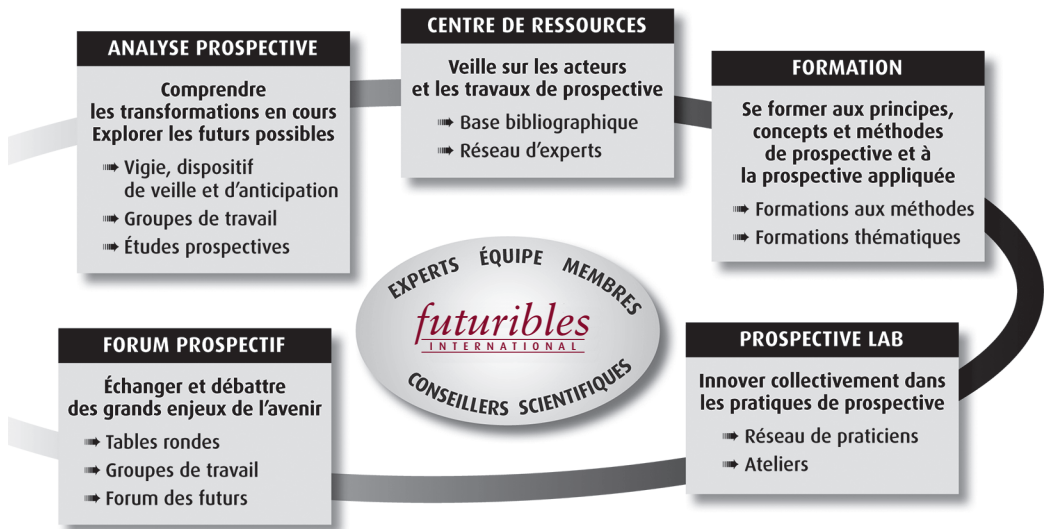 ANALYSE PROSPECTIVE
Comprendre
les transformations en cours
Explorer les futurs possibles
Vigie, dispositif
de veille et d'anticipation
Groupes de travail
Études prospectives
CENTRE DE RESSOURCES
Veille sur les acteurs
et les travaux de prospective
Base bibliographique
Réseau d'experts
FORMATION
Se former aux principes,
concepts et méthodes
de prospective et à
la prospective appliquée
Formations aux méthodes
Formations thématiques
EXPERTS ÉQUIPE MEMBRES
futuribles
INTERNATIONAL
CONSEILLERS SCIENTIFIQUES
FORUM PROSPECTIF
Échanger et débattre
des grands enjeux de l'avenir
Tables rondes
Groupes de travail
Forum des futurs
PROSPECTIVE LAB
Innover collectivement dans
les pratiques de prospective
Réseau de praticiens
Ateliers